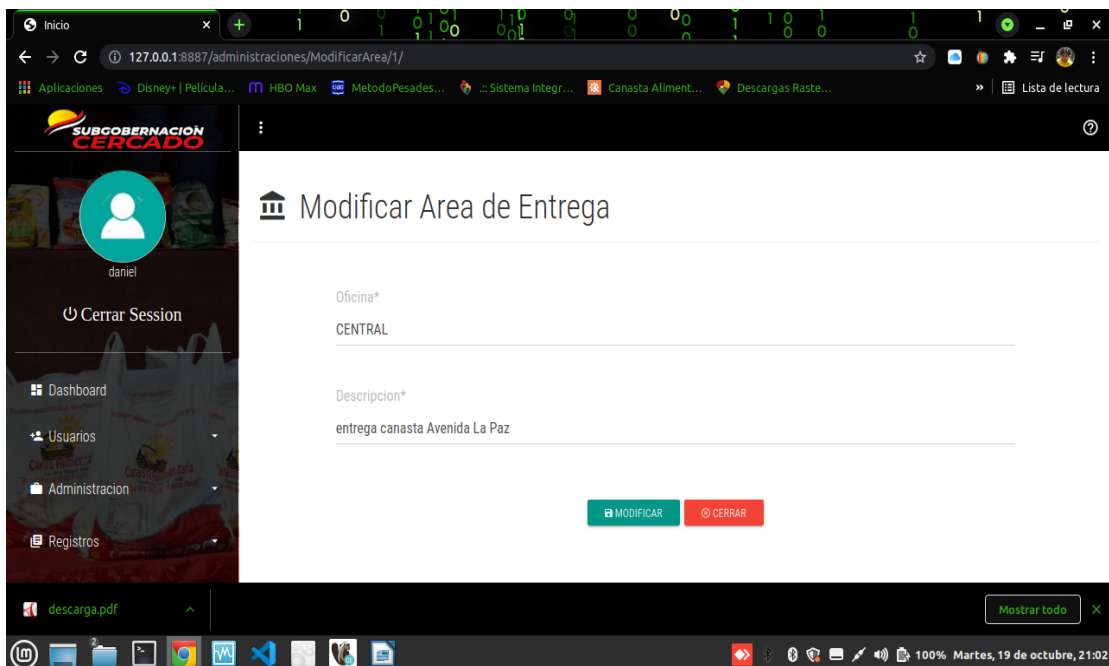 Inicio
127.0.0.1:8887/administraciones/ModificarArea/1/
Aplicaciones
Disney+ | Película...
HBO Max
MetodoPesades...
.:: Sistema Integr...
Canasta Aliment...
Descargas Raste...
»
Lista de lectura
SUBGOBERNACIÓN
CERCADO
daniel
Cerrar Session
Dashboard
Usuarios
Administracion
Registros
Modificar Area de Entrega
Oficina*
CENTRAL
Descripcion*
entrega canasta Avenida La Paz
MODIFICAR
CERRAR
descarga.pdf
Mostrar todo
2
100% Martes, 19 de octubre, 21:02